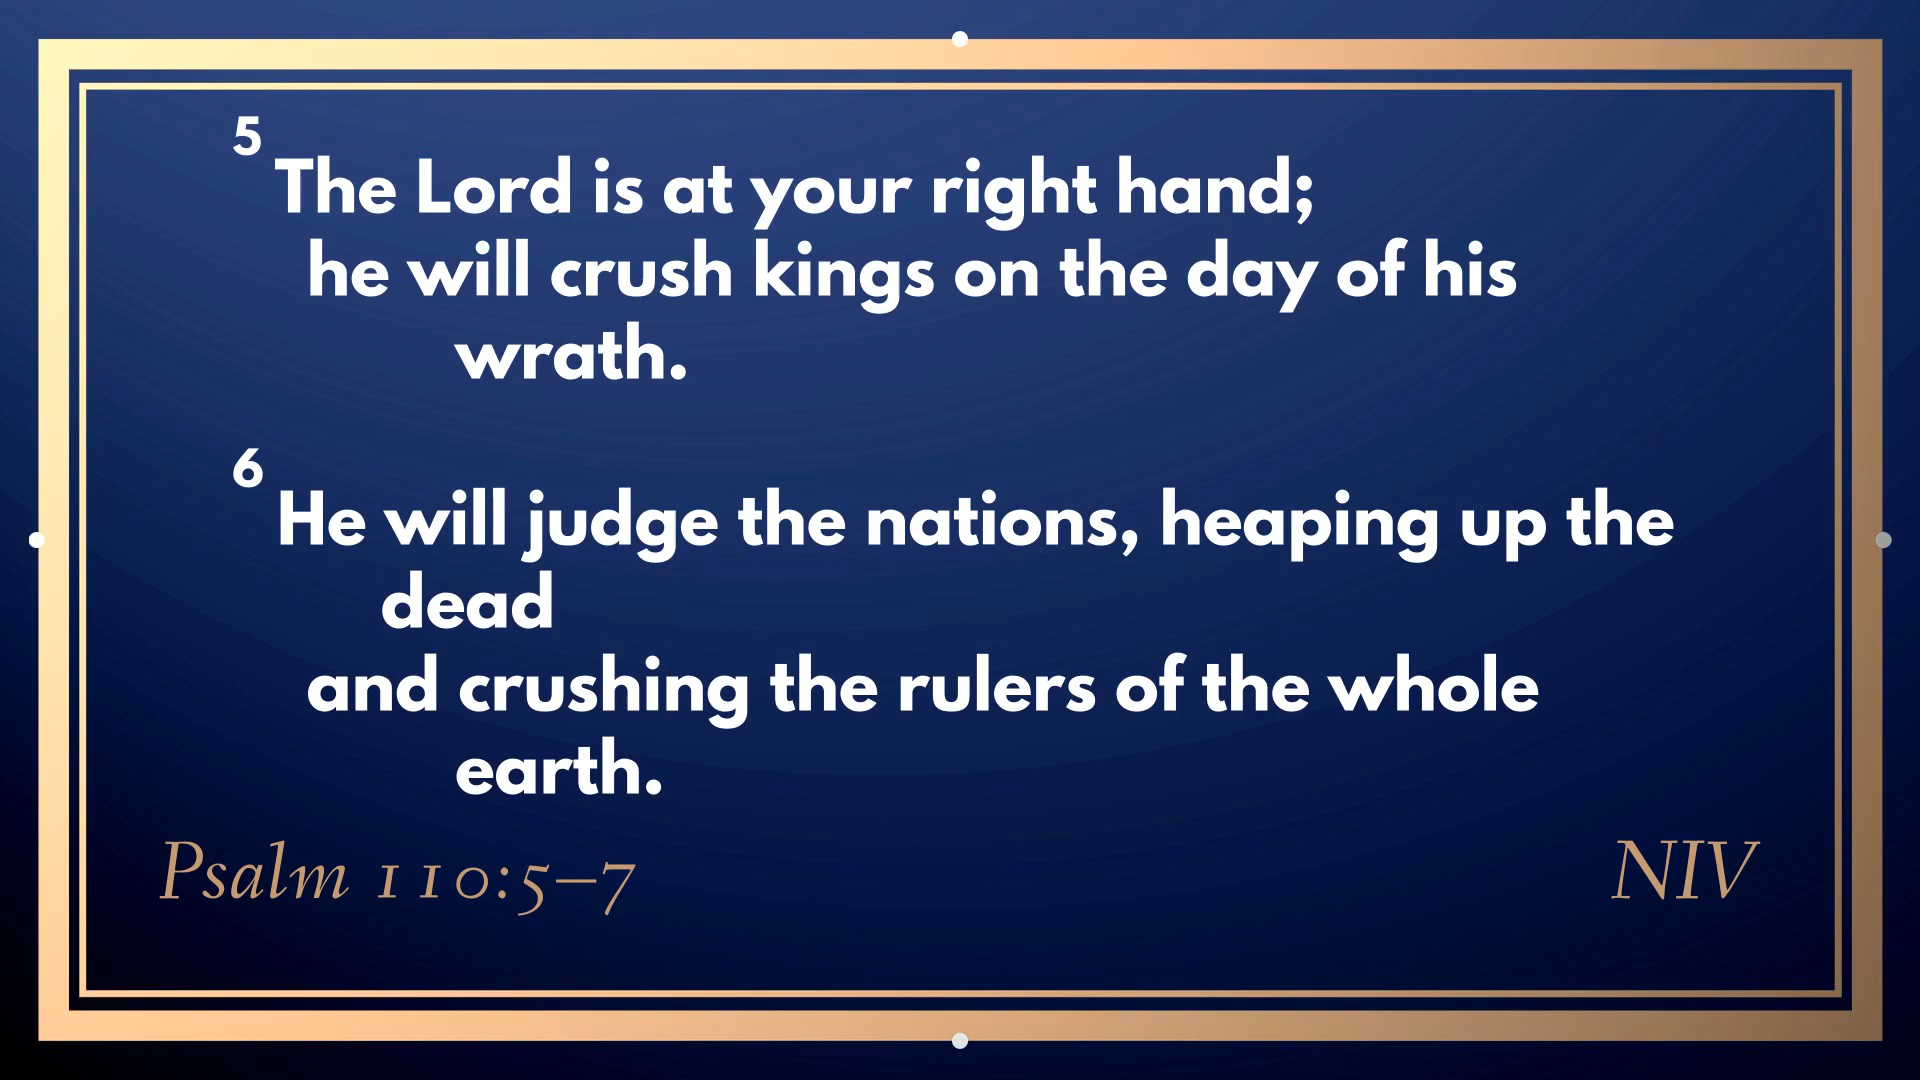 5 The Lord is at your right hand;
he will crush kings on the day of his
wrath.
6 He will judge the nations, heaping up the
dead
and crushing the rulers of the whole
earth.
Psalm 110:5–7 NIV